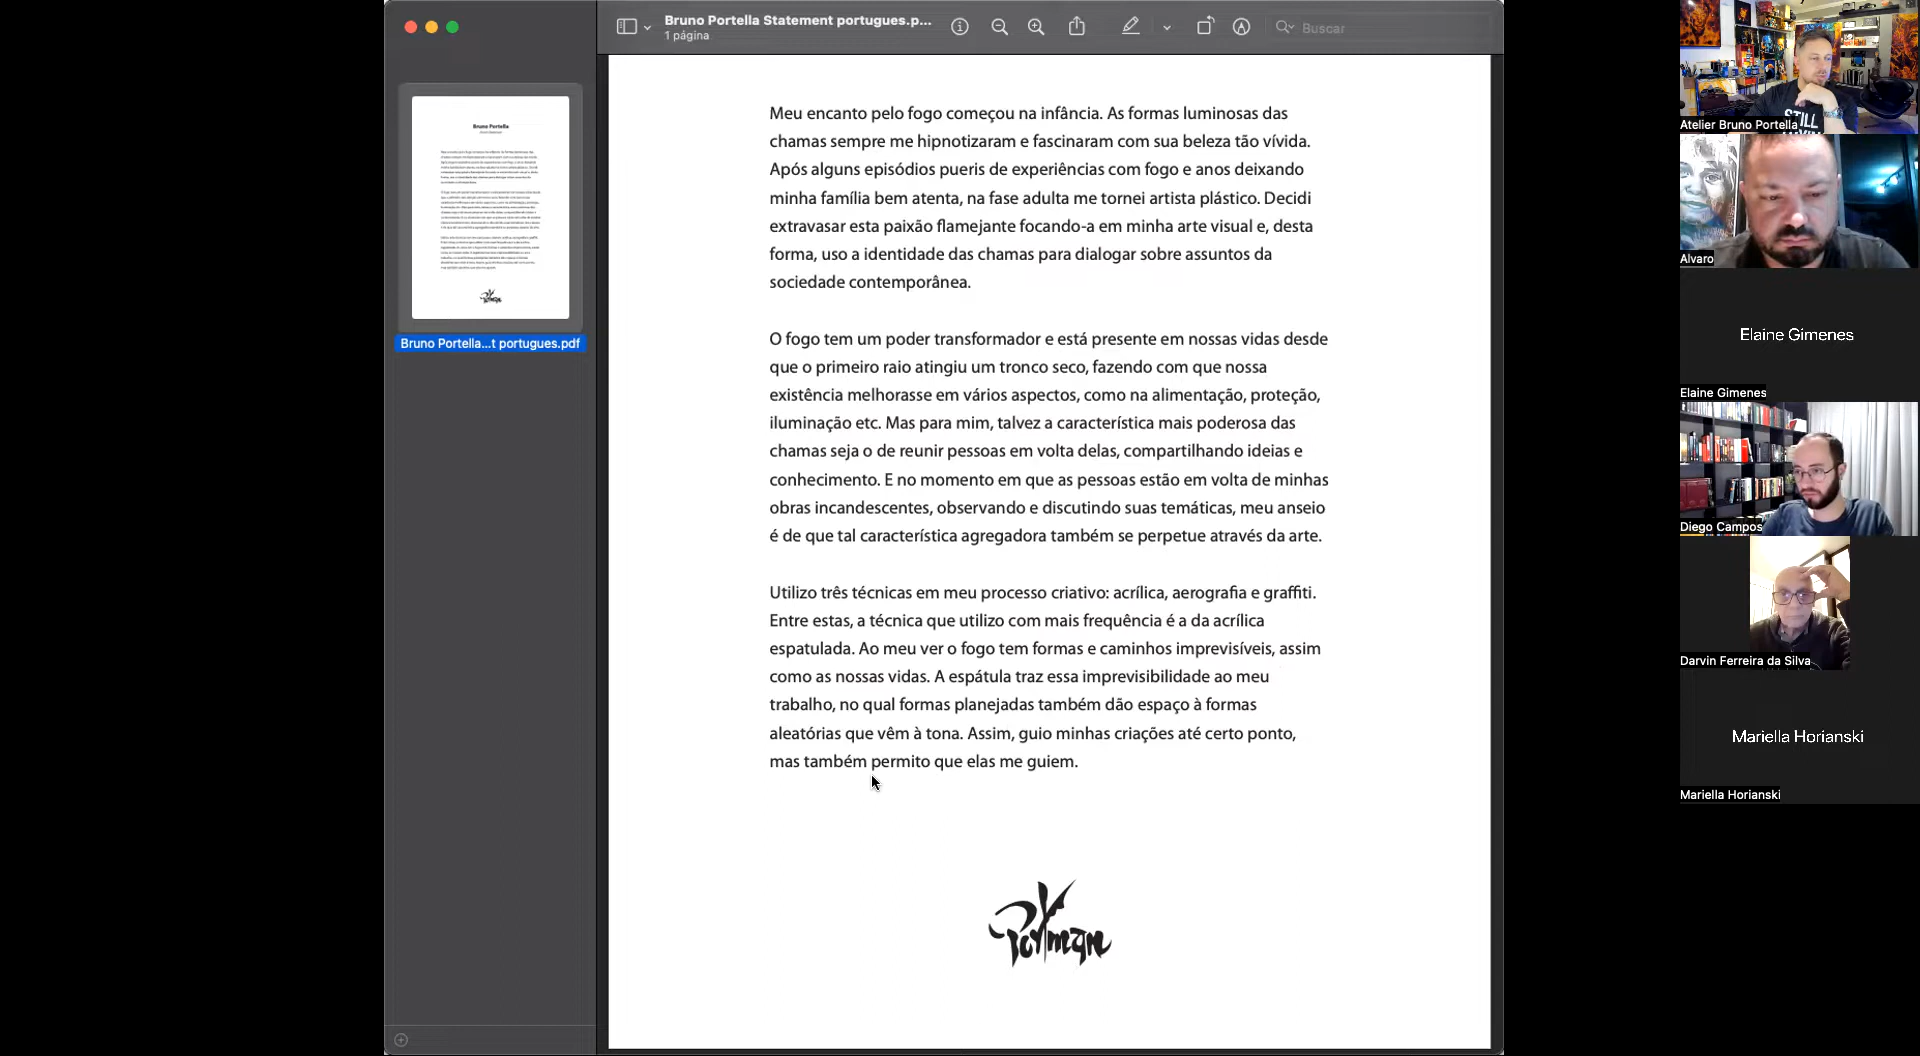 Bruno Portella Statement portugues.p...
1 página
Buscar
Bruno Portella
Bruno Portella...t portugues.pdf
Meu encanto pelo fogo começou na infância. As formas luminosas das
chamas sempre me hipnotizaram e fascinaram com sua beleza tão vívida.
Após alguns episódios pueris de experiências com fogo e anos deixando
minha família bem atenta, na fase adulta me tornei artista plástico. Decidi
extravasar esta paixão flamejante focando-a em minha arte visual e, desta
forma, uso a identidade das chamas para dialogar sobre assuntos da
sociedade contemporânea.
O fogo tem um poder transformador e está presente em nossas vidas desde
que o primeiro raio atingiu um tronco seco, fazendo com que nossa
existência melhorasse em vários aspectos, como na alimentação, proteção,
iluminação etc. Mas para mim, talvez a característica mais poderosa das
chamas seja o de reunir pessoas em volta delas, compartilhando ideias e
conhecimento. E no momento em que as pessoas estão em volta de minhas
obras incandescentes, observando e discutindo suas temáticas, meu anseio
é de que tal característica agregadora também se perpetue através da arte.
Utilizo três técnicas em meu processo criativo: acrílica, aerografia e graffiti.
Entre estas, a técnica que utilizo com mais frequência é a da acrílica
espatulada. Ao meu ver o fogo tem formas e caminhos imprevisíveis, assim
como as nossas vidas. A espátula traz essa imprevisibilidade ao meu
trabalho, no qual formas planejadas também dão espaço à formas
aleatórias que vêm à tona. Assim, guio minhas criações até certo ponto,
mas também permito que elas me guiem.
STILL
Atelier Bruno Portella
Alvaro
Elaine Gimenes
Elaine Gimenes
Diego Campos
Darvin Ferreira da Silva
Mariella Horianski
Mariella Horianski